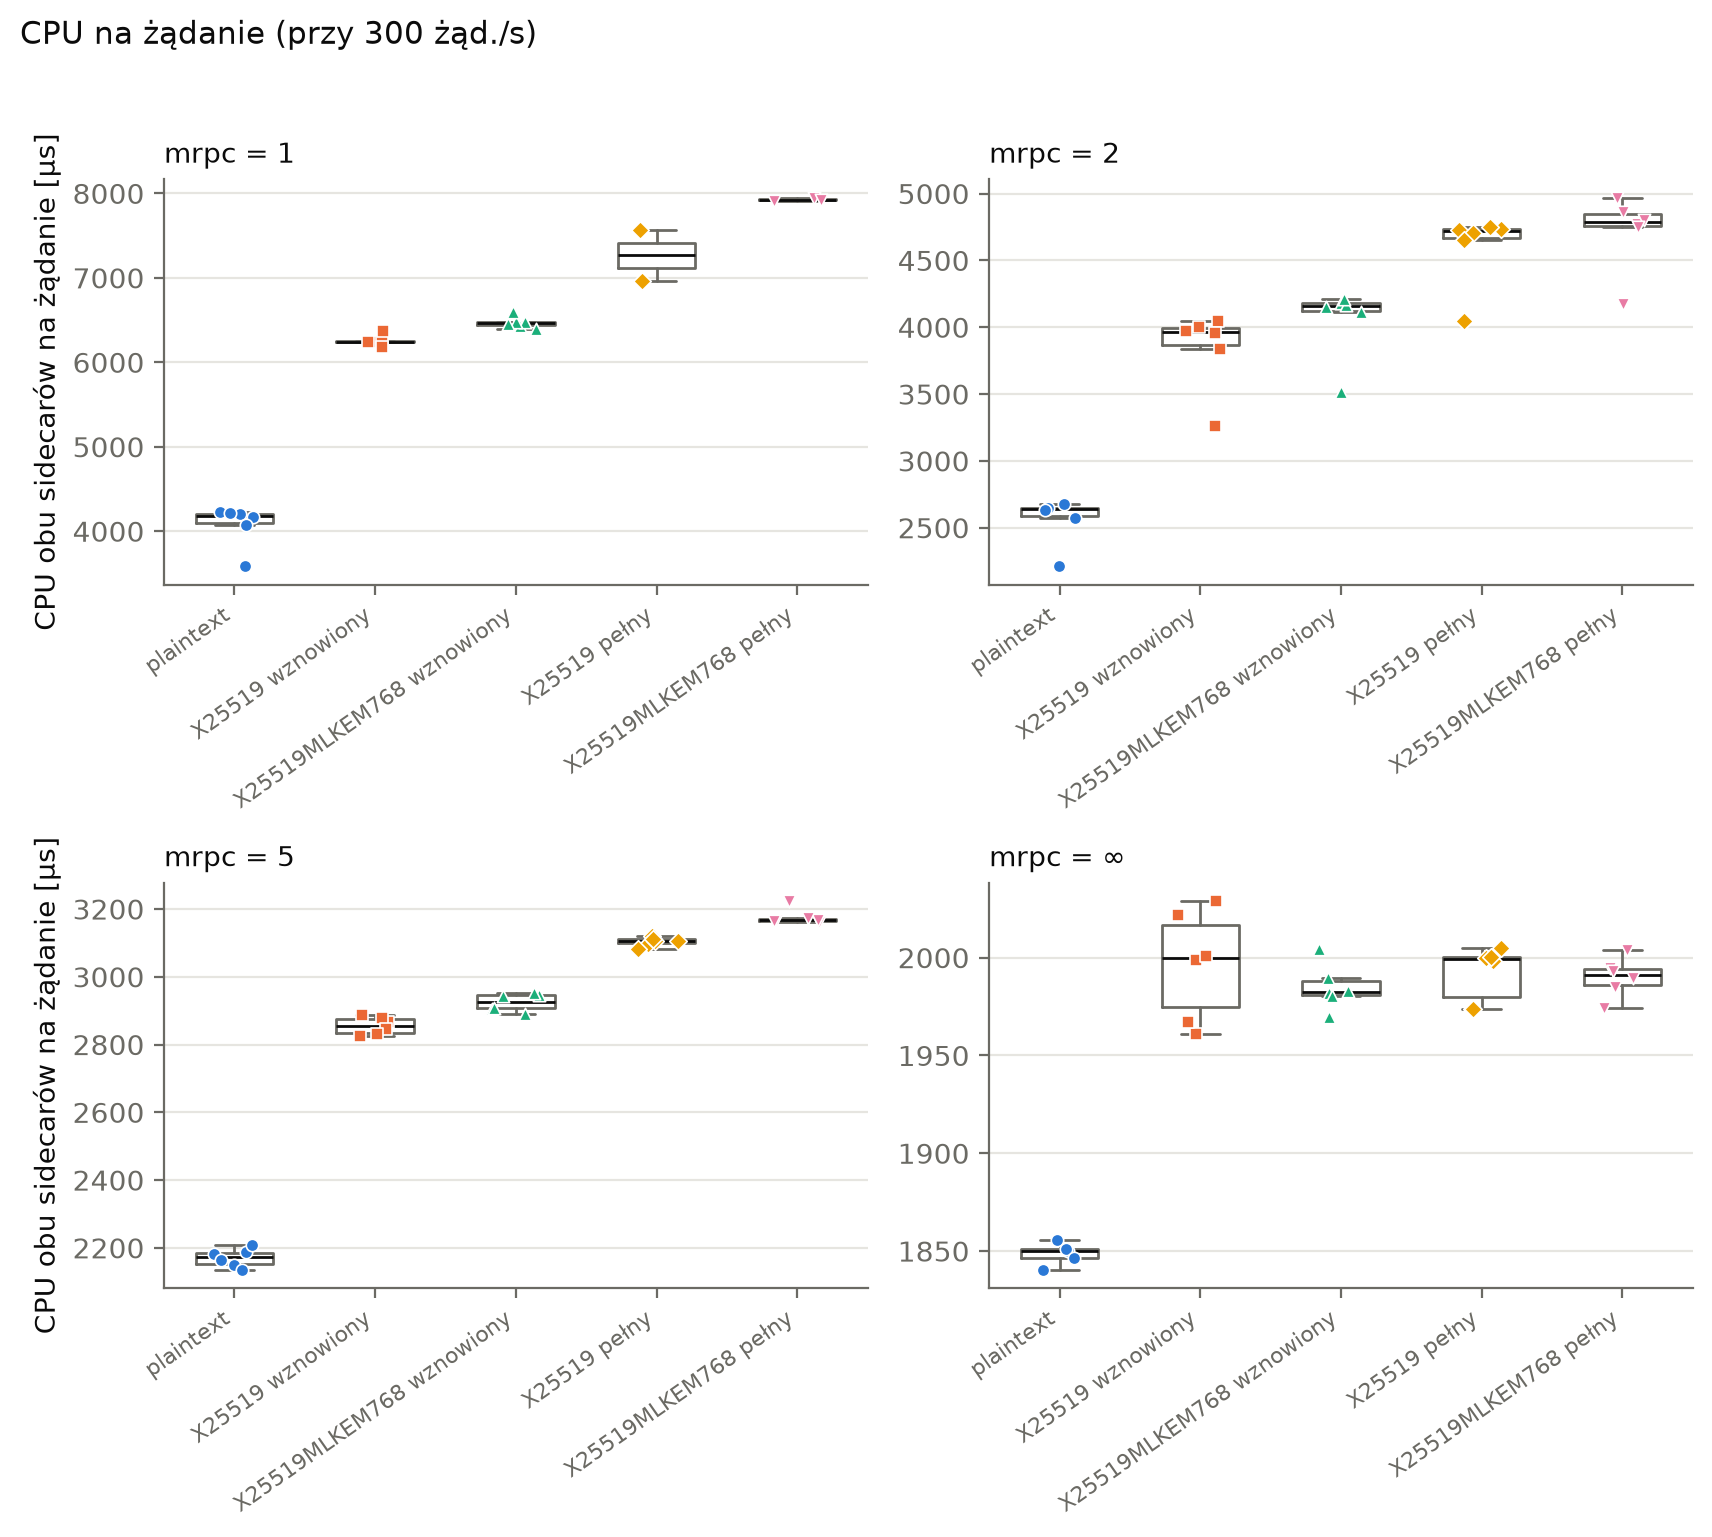 CPU na żądanie (przy 300 żąd./s)
mrpc = 1
CPU obu sidecarów na żądanie [µs]
8000
7000
6000
5000
4000
plaintext
X25519 wznowiony
X25519MLKEM768 wznowiony
X25519 pełny
X25519MLKEM768 pełny
mrpc = 2
5000
4500
4000
3500
3000
2500
plaintext
X25519 wznowiony
X25519MLKEM768 wznowiony
X25519 pełny
X25519MLKEM768 pełny
mrpc = 5
CPU obu sidecarów na żądanie [µs]
3200
3000
2800
2600
2400
2200
plaintext
X25519 wznowiony
X25519MLKEM768 wznowiony
X25519 pełny
X25519MLKEM768 pełny
mrpc = ∞
2000
1950
1900
1850
plaintext
X25519 wznowiony
X25519MLKEM768 wznowiony
X25519 pełny
X25519MLKEM768 pełny